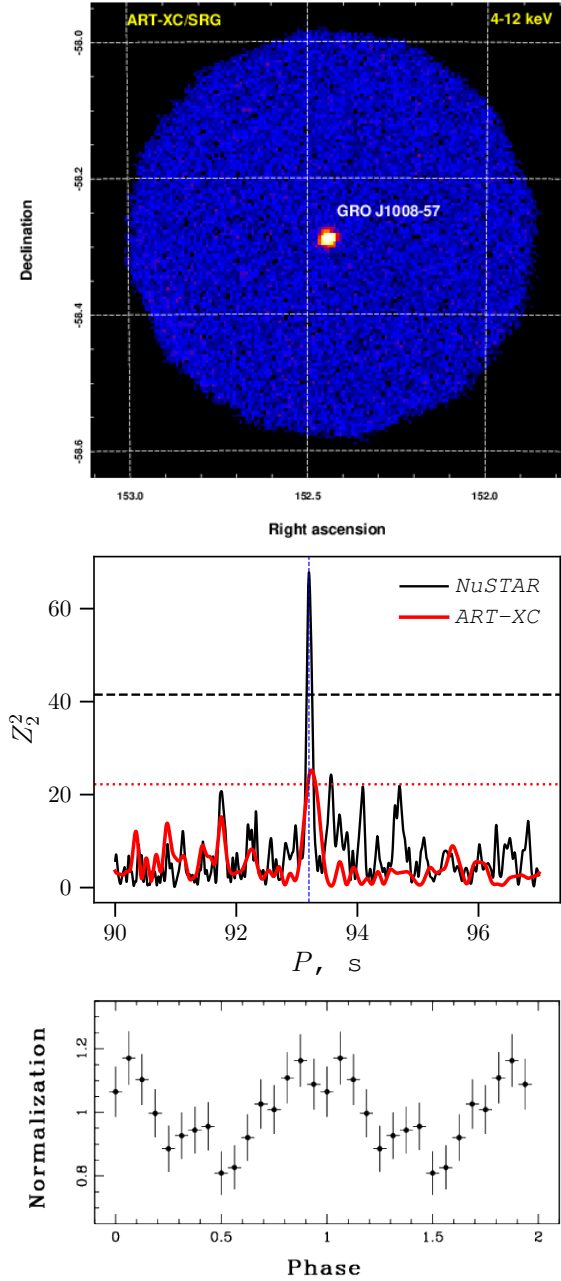 ART-XC/SRG 4-12 keV
-58.0
-58.2
GRO J1008-57
Declination
-58.4
-58.6
153.0 152.5 152.0
Right ascension
60
NuSTAR
ART-XC
40
Z₂²
20
0
90 92 94 96
P, s
1.2
Normalization
1
0.8
0 0.5 1 1.5 2
Phase